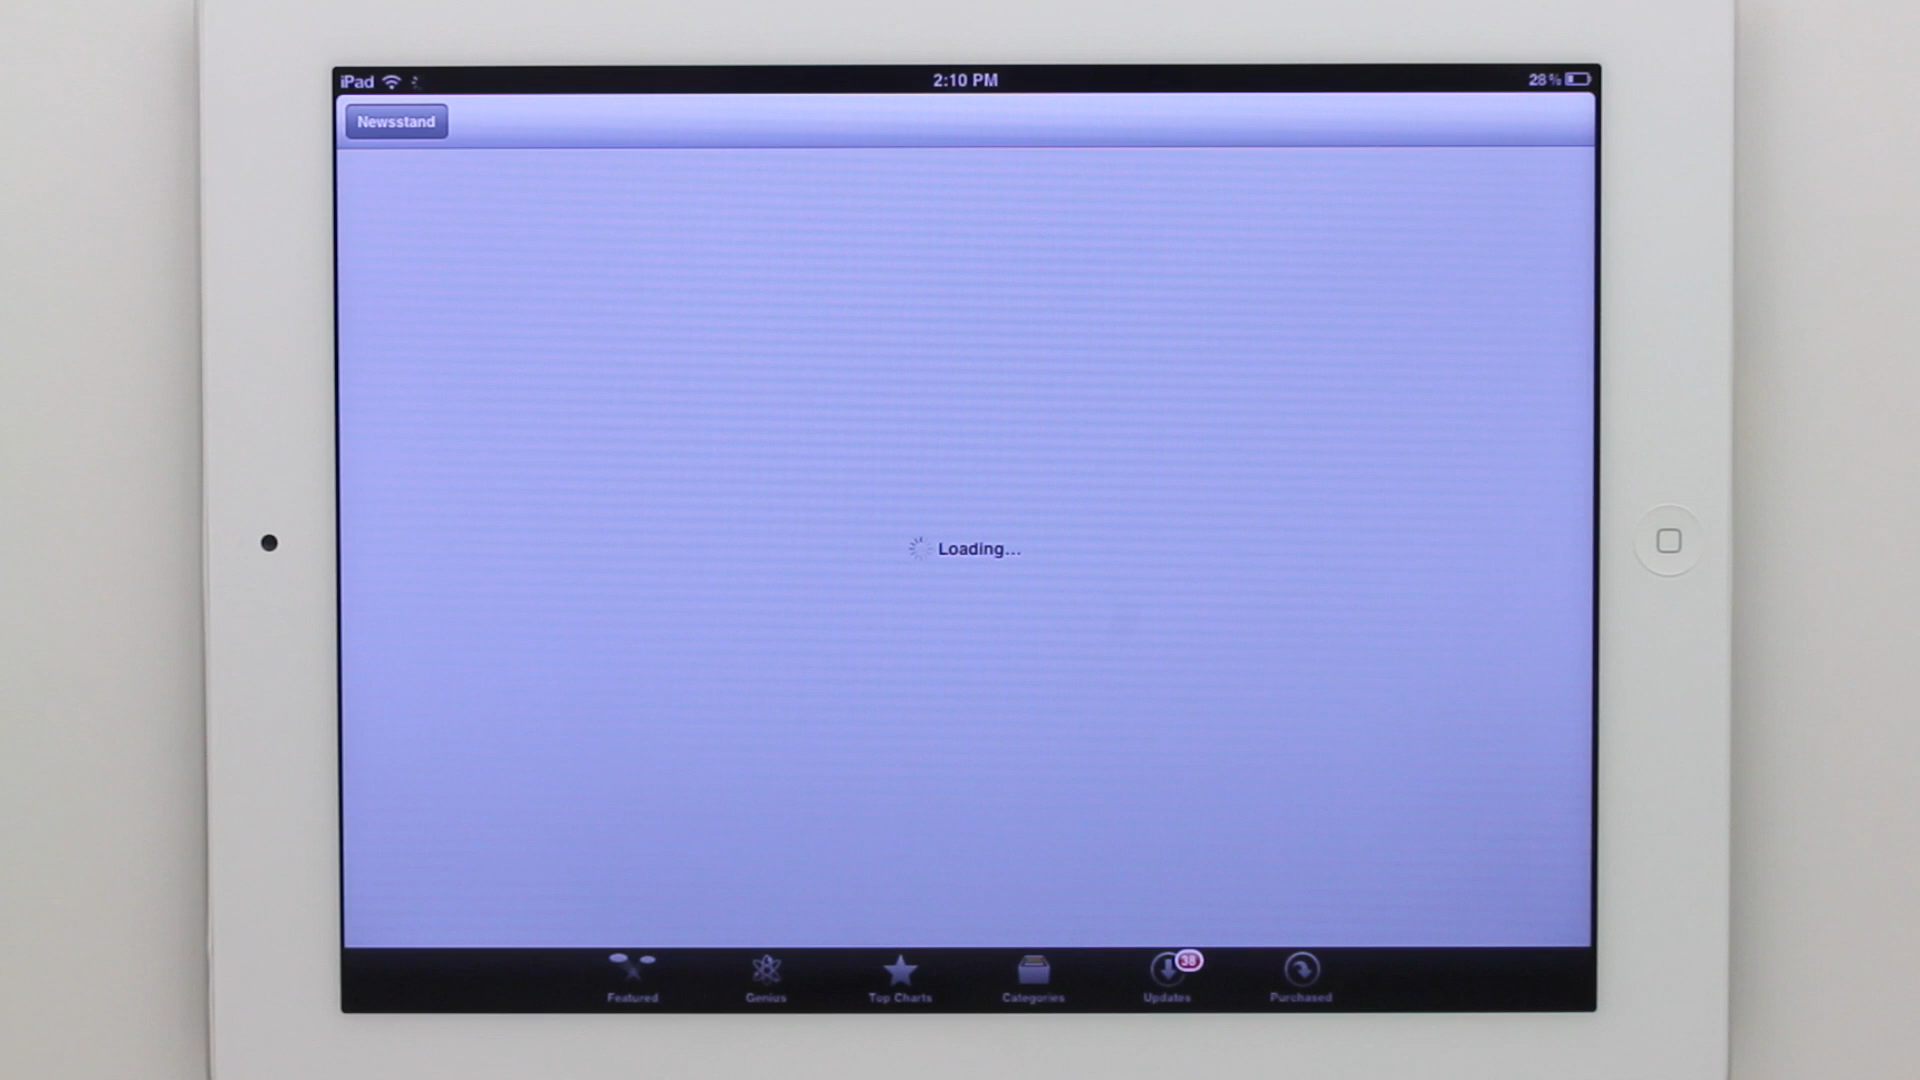 iPad 2:10 PM 28%
Newsstand
Loading...
38
Featured Genius Top Charts Categories Updates Purchased